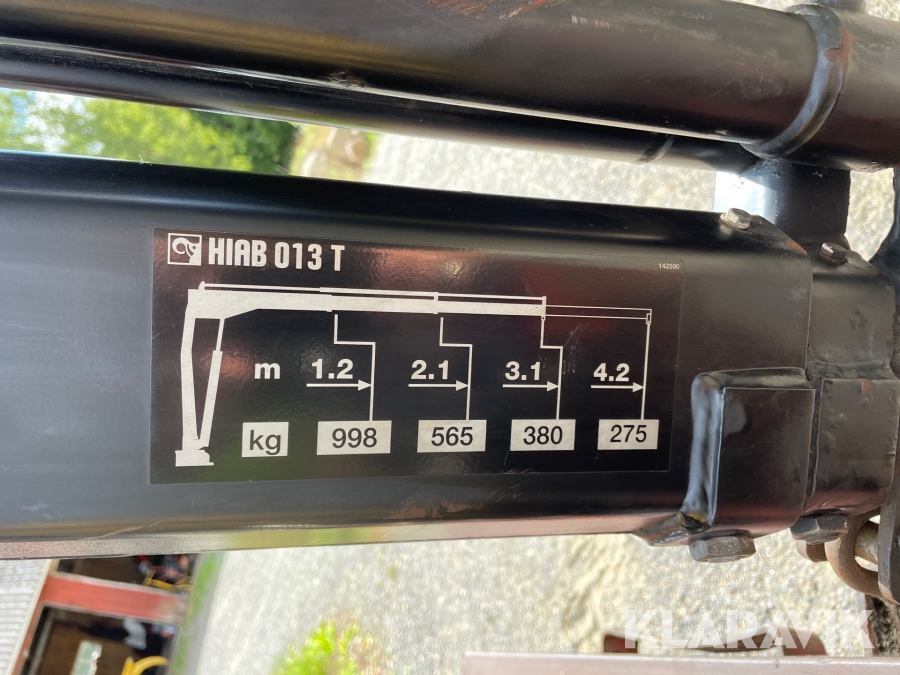 HIAB 013 T
142590
m 1.2 2.1 3.1 4.2
kg 998 565 380 275
KLARAVIK